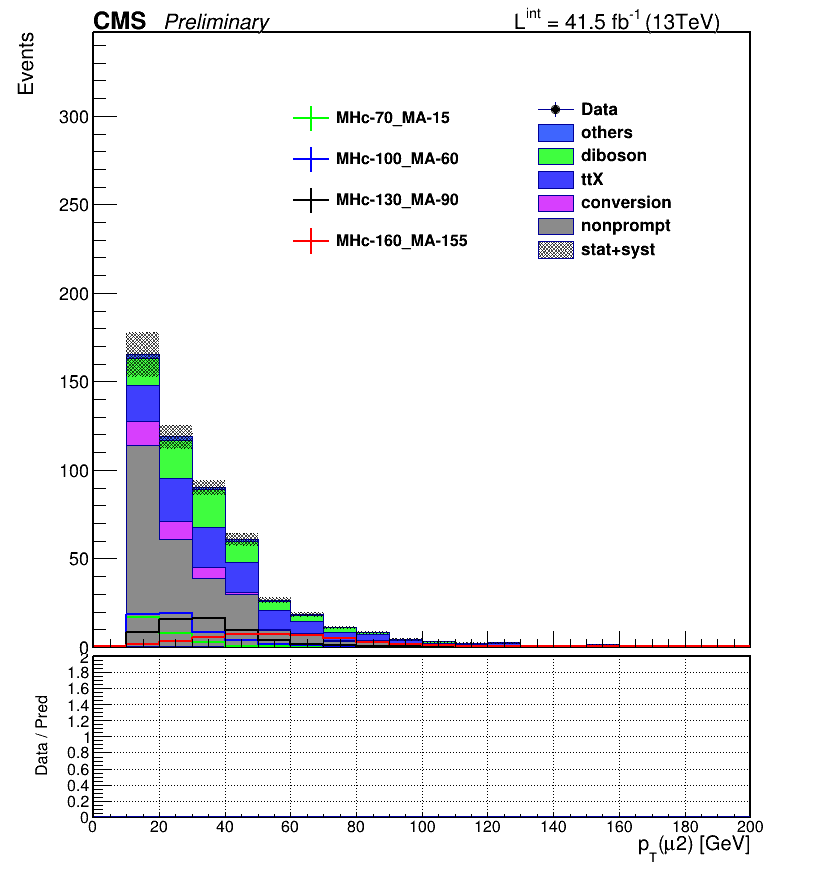 CMS Preliminary L^int = 41.5 fb^-1 (13TeV)
Events
300
250
200
150
100
50
0
MHc-70_MA-15
MHc-100_MA-60
MHc-130_MA-90
MHc-160_MA-155
Data
others
diboson
ttX
conversion
nonprompt
stat+syst
Data / Pred
2
1.8
1.6
1.4
1.2
1
0.8
0.6
0.4
0.2
0
0 20 40 60 80 100 120 140 160 180 200
p_T(μ2) [GeV]